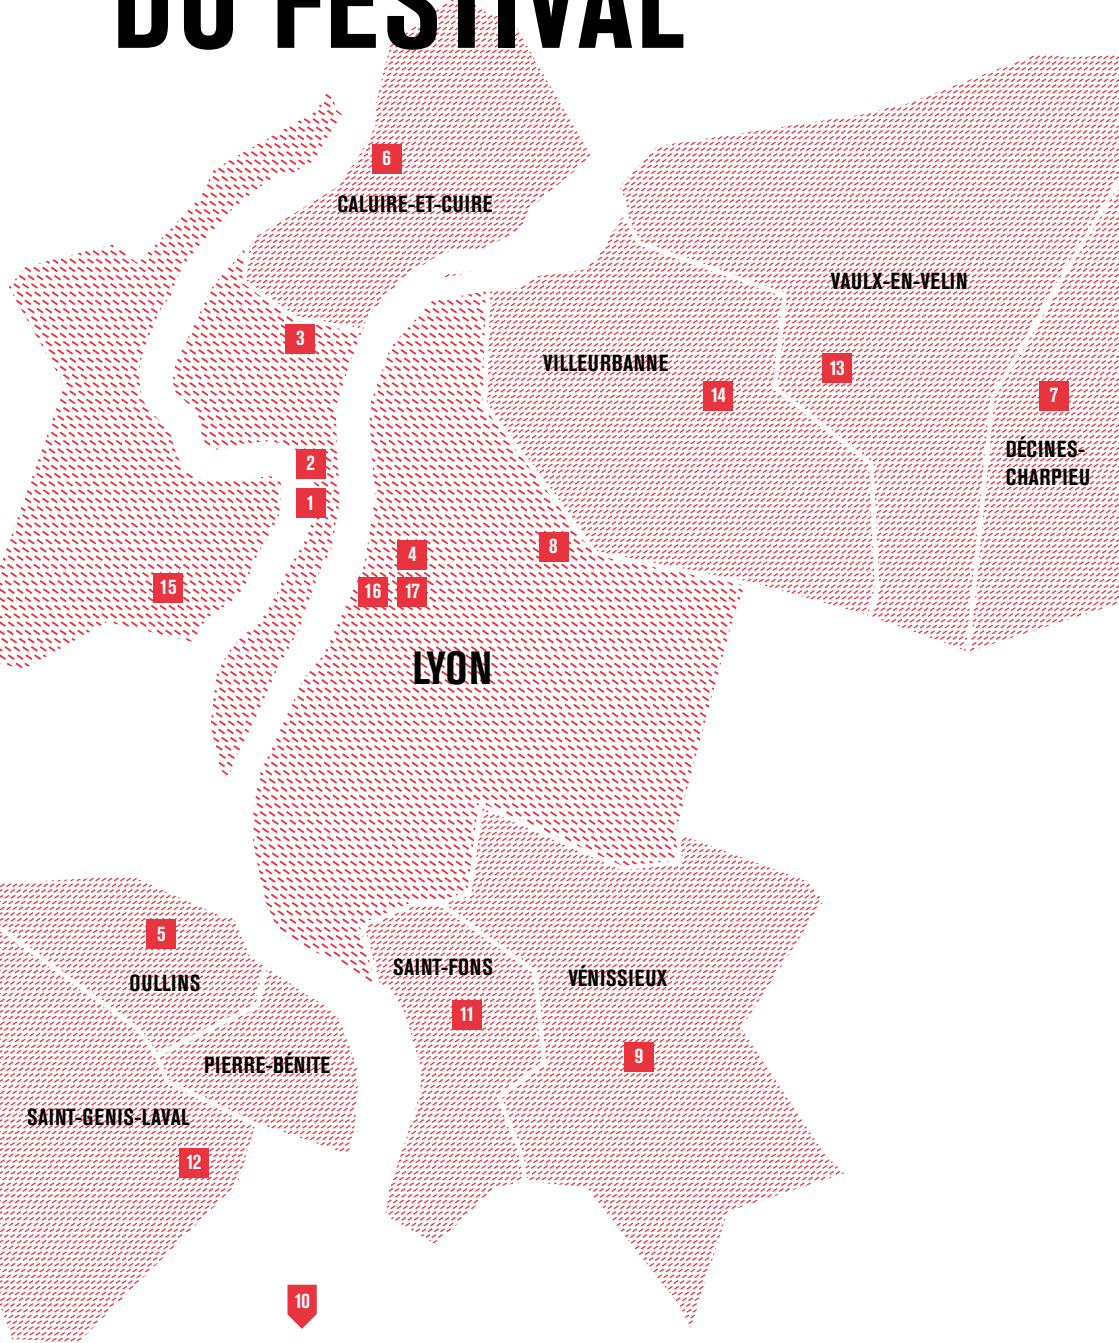 DU FESTIVAL
6
CALUIRE-ET-CUIRE
VAULX-EN-VELIN
3
VILLEURBANNE
13
14
7
DÉCINES-
CHARPIEU
2
1
4
8
15
16
17
LYON
5
OULLINS
SAINT-FONS
VÉNISSIEUX
11
9
PIERRE-BÉNITE
SAINT-GENIS-LAVAL
12
10